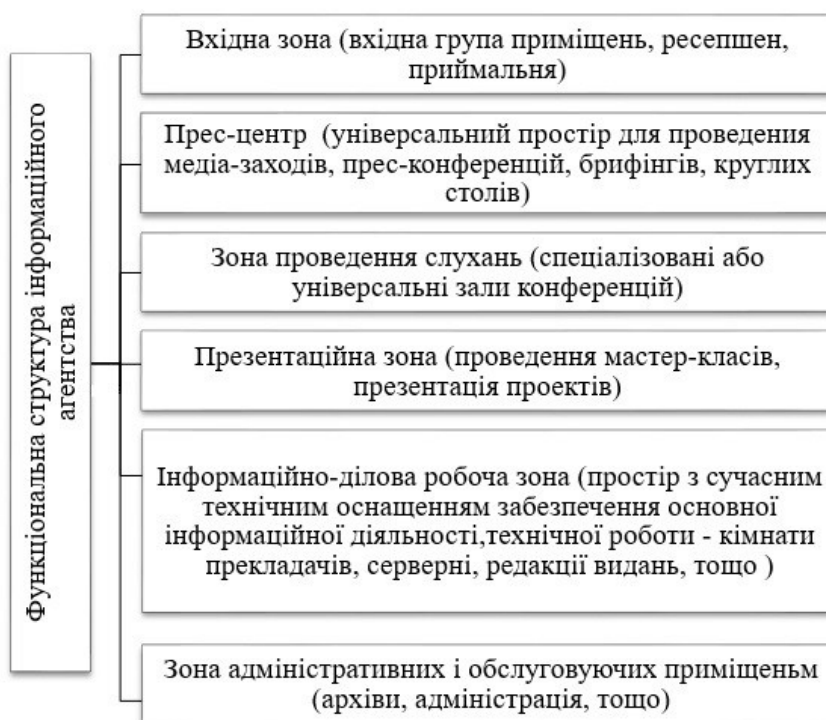 Функціональна структура інформаційного
агентства
Вхідна зона (вхідна група приміщень, ресепшен,
приймальня)
Прес-центр (універсальний простір для проведення
медіа-заходів, прес-конференцій, брифінгів, круглих
столів)
Зона проведення слухань (спеціалізовані або
універсальні зали конференцій)
Презентаційна зона (проведення мастер-класів,
презентація проектів)
Інформаційно-ділова робоча зона (простір з сучасним
технічним оснащенням забезпечення основної
інформаційної діяльності,технічної роботи - кімнати
прекладачів, серверні, редакції видань, тощо )
Зона адміністративних і обслуговуючих приміщеньм
(архіви, адміністрація, тощо)